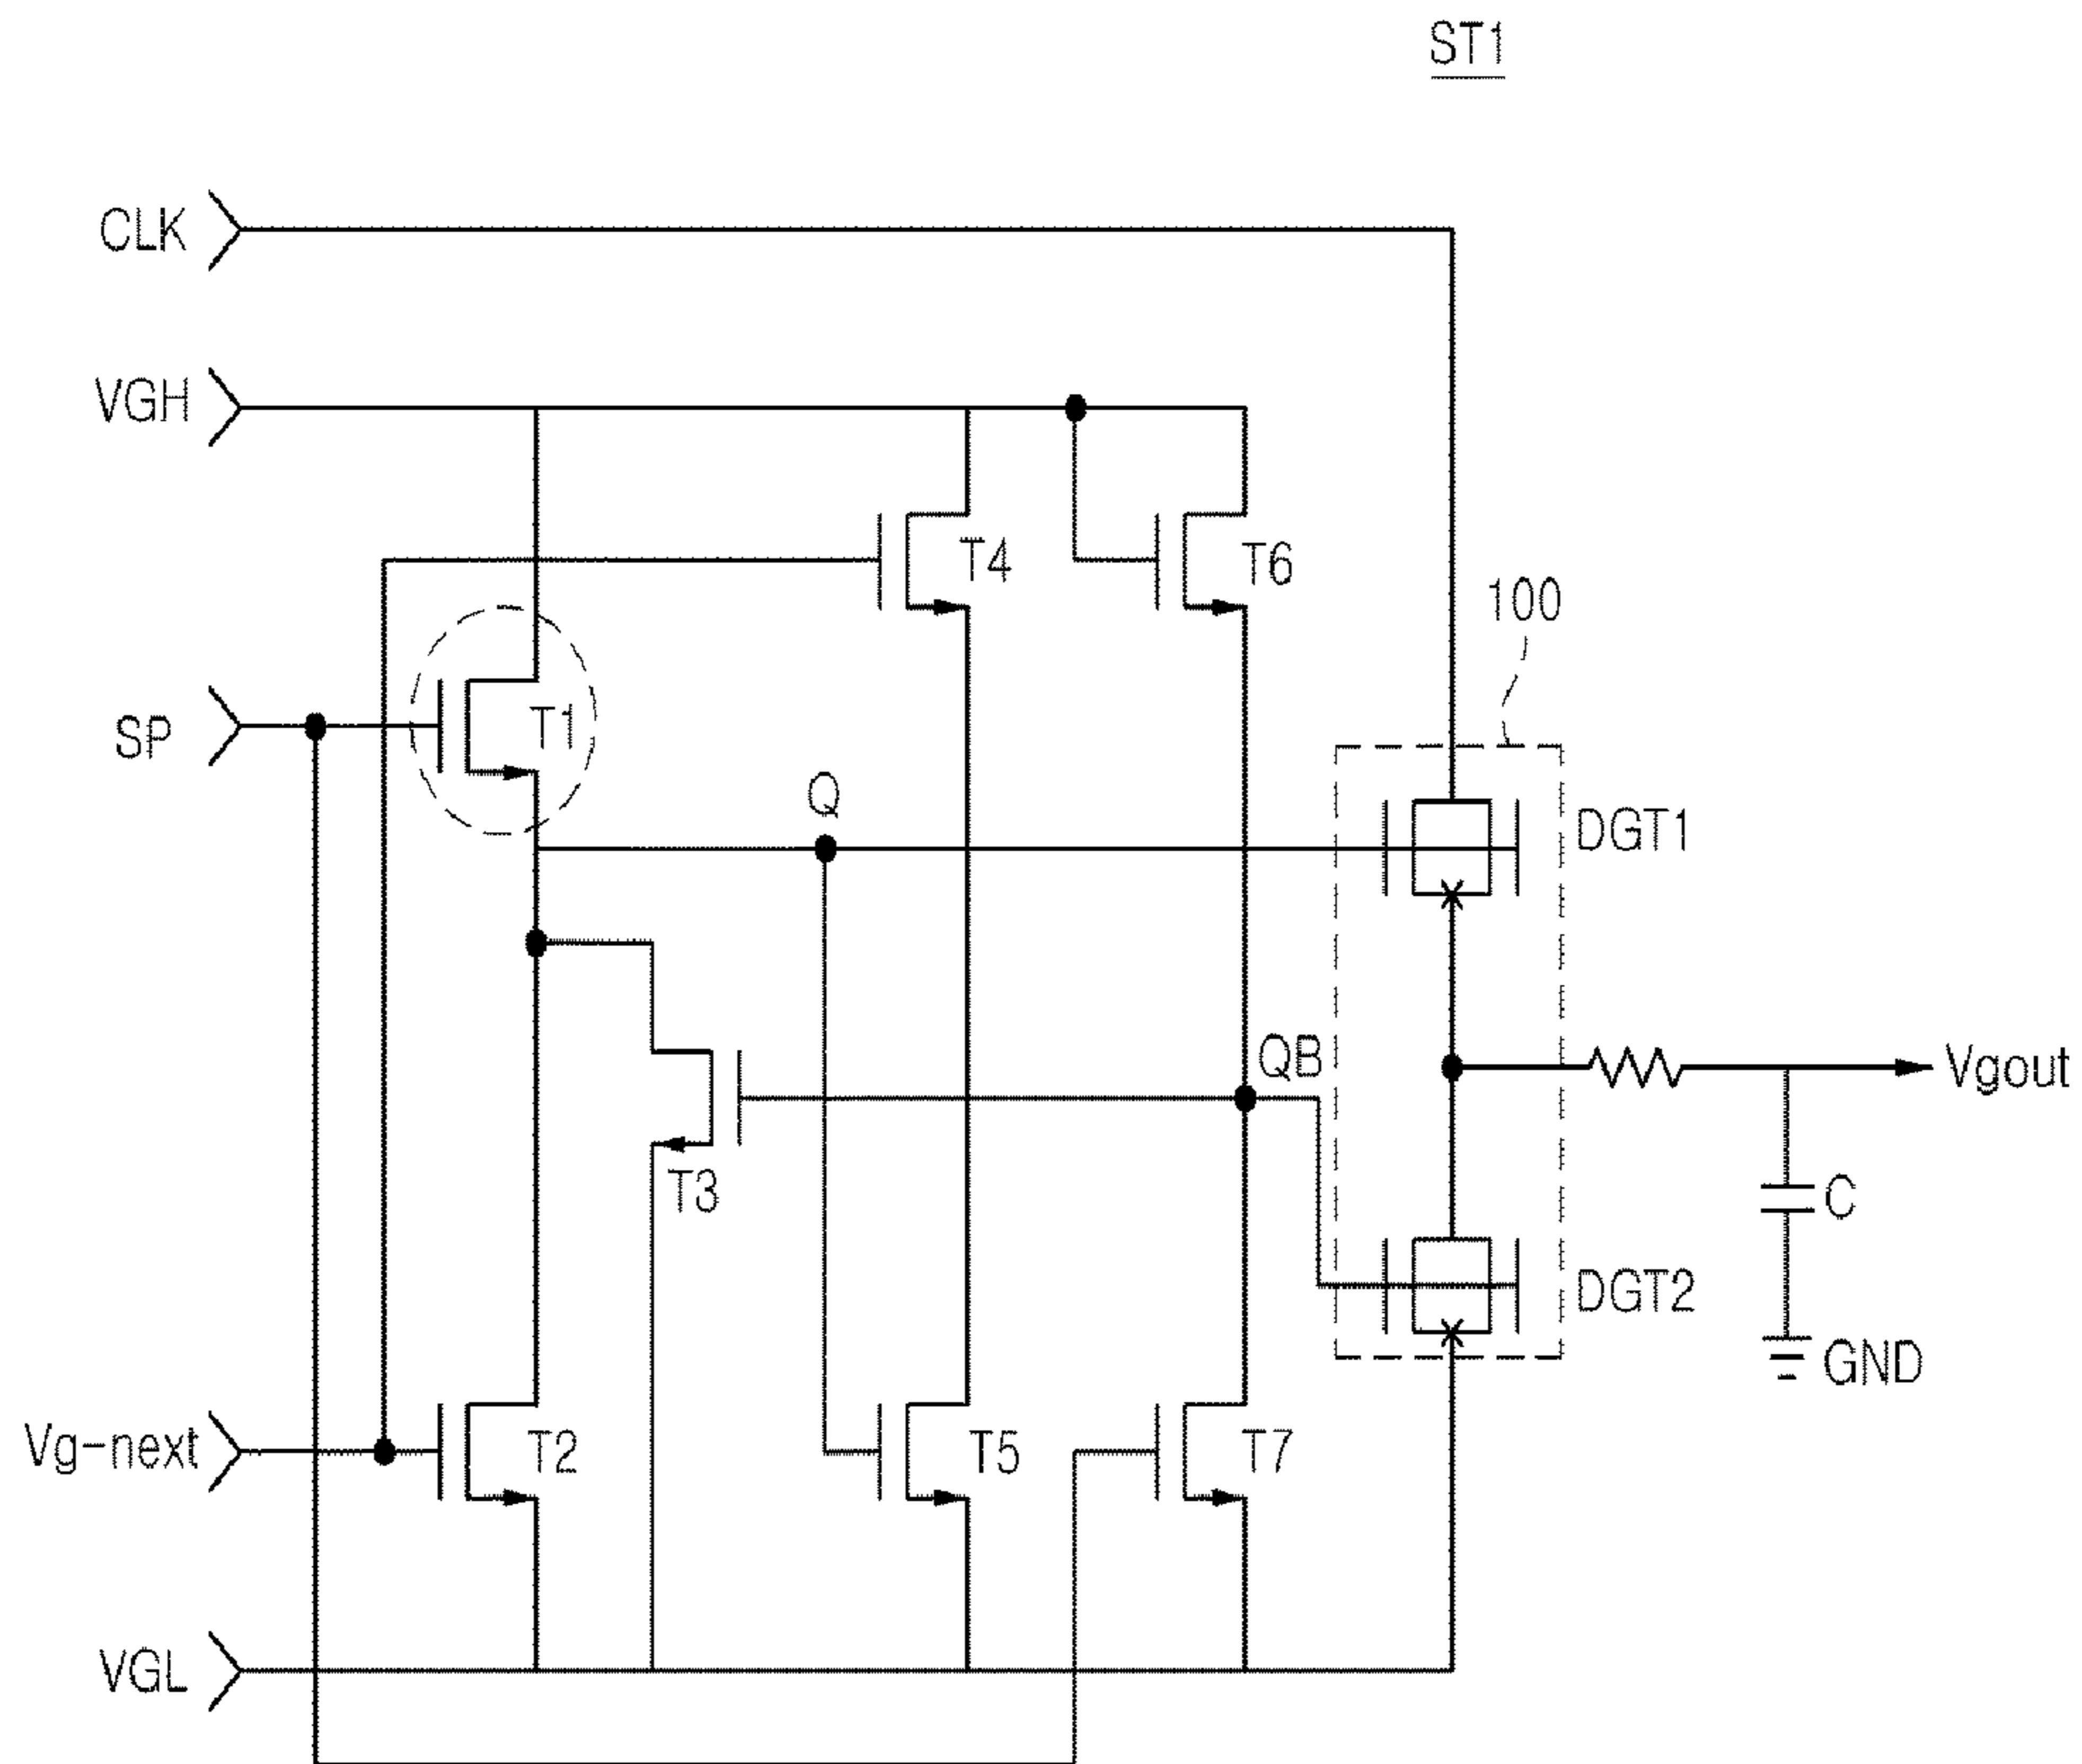 ST1
CLK
VGH
T4
T6
100
SP
T1
Q
DGT1
QB
Vgout
T3
C
DGT2
GND
Vg-next
T2
T5
T7
VGL